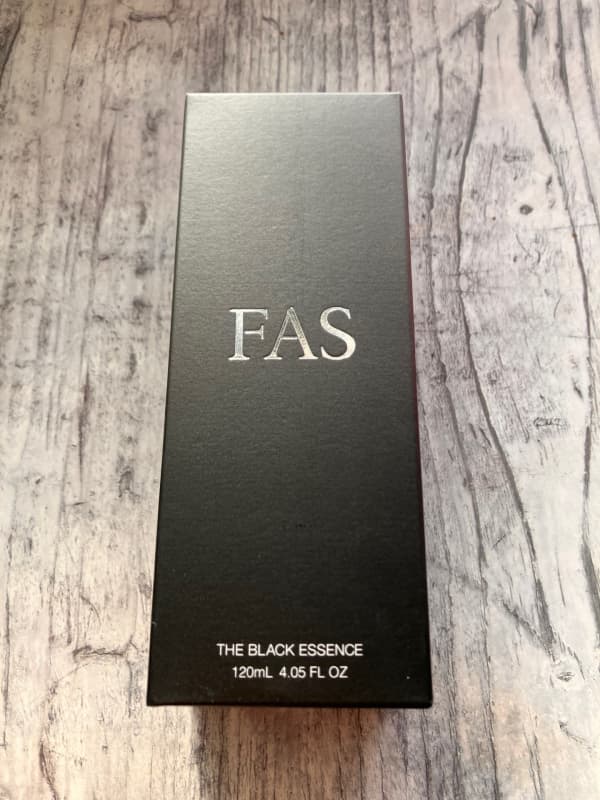 FAS
THE BLACK ESSENCE
120mL 4.05 FL OZ